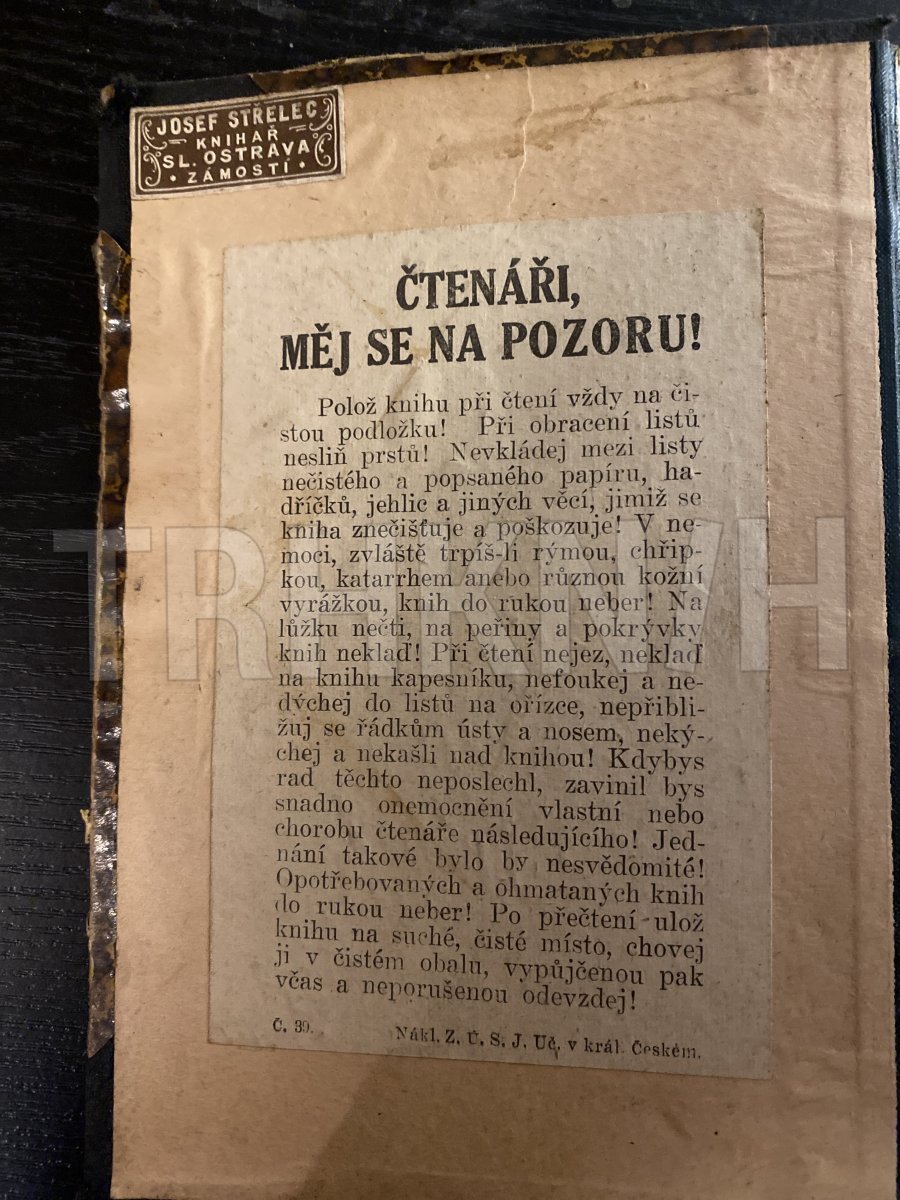 JOSEF STŘELEC
KNIHAŘ
SL. OSTRAVA
ZÁMOSTÍ
ČTENÁŘI,
MĚJ SE NA POZORU!
Polož knihu při čtení vždy na či-
stou podložku! Při obracení listů
nesliň prstů! Nevkládej mezi listy
nečistého a popsaného papíru, ha-
dříčků, jehlic a jiných věcí, jimiž se
kniha znečišťuje a poškozuje! V ne-
moci, zvláště trpíš-li rýmou, chřip-
kou, katarrhem anebo různou kožní
vyrážkou, knih do rukou neber! Na
lůžku nečti, na peřiny a pokrývky
knih neklaď! Při čtení nejez, neklaď
na knihu kapesníku, nefoukej a ne-
dýchej do listů na ořízce, nepřibli-
žuj se řádkům ústy a nosem, neký-
chej a nekašli nad knihou! Kdybys
rad těchto neposlechl, zavinil bys
snadno onemocnění vlastní nebo
chorobu čtenáře následujícího! Jed-
nání takové bylo by nesvědomité!
Opotřebovaných a ohmataných knih
do rukou neber! Po přečtení ulož
knihu na suché, čisté místo, chovej
ji v čistém obalu, vypůjčenou pak
včas a neporušenou odevzdej!
Č. 39.
Nákl. Z. Ú. S. J. Uč. v král. Českém.
TRHKNIH